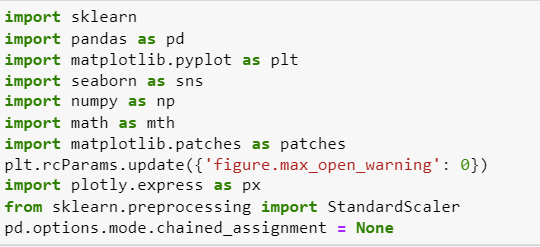 import sklearn
import pandas as pd
import matplotlib.pyplot as plt
import seaborn as sns
import numpy as np
import math as mth
import matplotlib.patches as patches
plt.rcParams.update({'figure.max_open_warning': 0})
import plotly.express as px
from sklearn.preprocessing import StandardScaler
pd.options.mode.chained_assignment = None